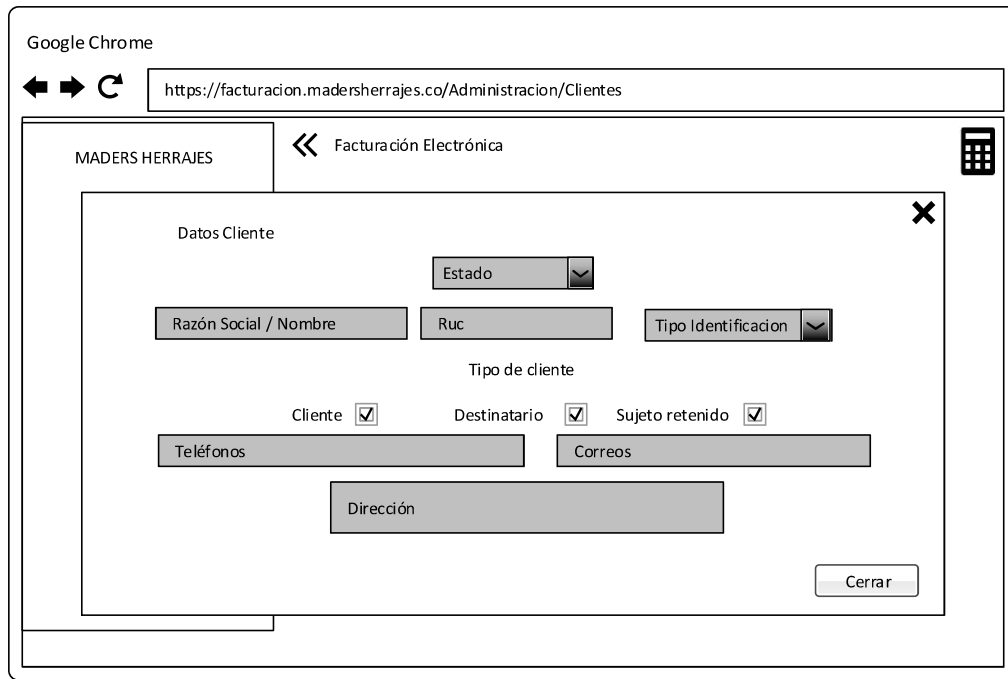 Google Chrome
https://facturacion.madersherrajes.co/Administracion/Clientes
MADERS HERRAJES
Facturación Electrónica
Datos Cliente
Estado
Razón Social / Nombre
Ruc
Tipo Identificacion
Tipo de cliente
Cliente
Destinatario
Sujeto retenido
Teléfonos
Correos
Dirección
Cerrar